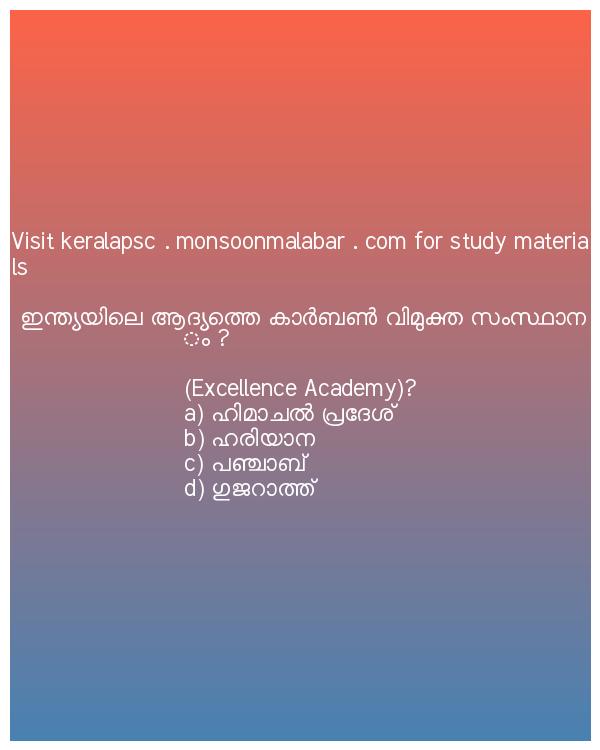 Visit keralapsc . monsoonmalabar . com for study materia
ls
ഇന്ത്യയിലെ ആദ്യത്തെ കാർബൺ വിമുക്ത സംസ്ഥാന
ം ?
(Excellence Academy)?
a) ഹിമാചൽ പ്രദേശ്
b) ഹരിയാന
c) പഞ്ചാബ്
d) ഗുജറാത്ത്